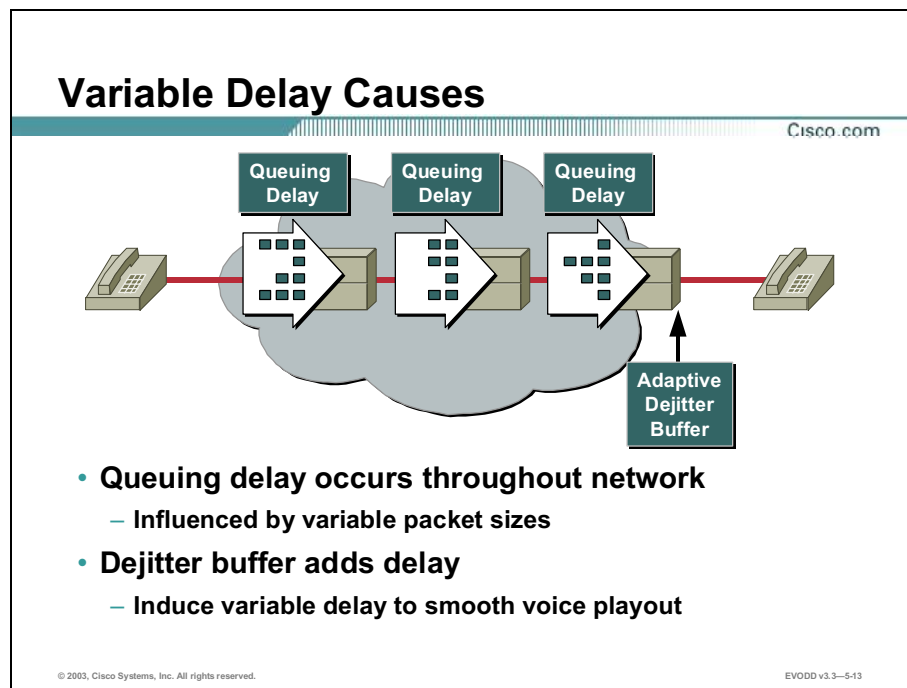 Variable Delay Causes
Cisco.com
Queuing
Delay
Queuing
Delay
Queuing
Delay
Adaptive
Dejitter
Buffer
• Queuing delay occurs throughout network
– Influenced by variable packet sizes
• Dejitter buffer adds delay
– Induce variable delay to smooth voice playout
© 2003, Cisco Systems, Inc. All rights reserved.
EVODD v3.3—5-13